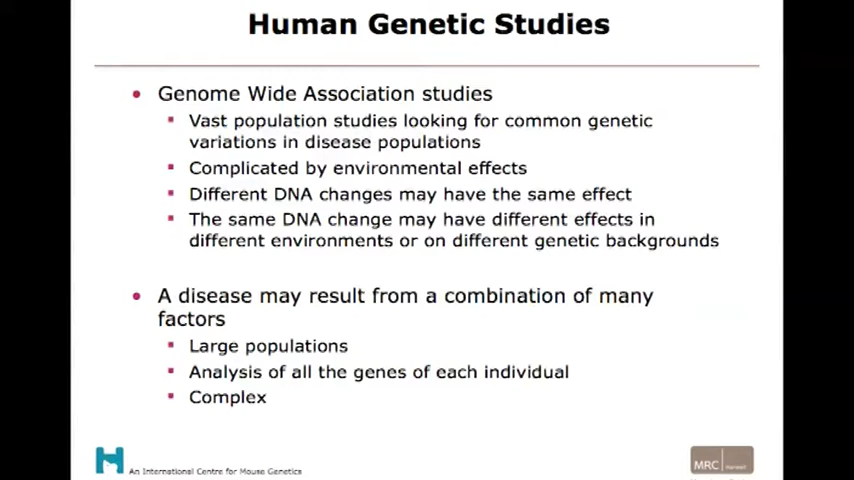 Human Genetic Studies
• Genome Wide Association studies
▪ Vast population studies looking for common genetic
variations in disease populations
▪ Complicated by environmental effects
▪ Different DNA changes may have the same effect
▪ The same DNA change may have different effects in
different environments or on different genetic backgrounds
• A disease may result from a combination of many
factors
▪ Large populations
▪ Analysis of all the genes of each individual
▪ Complex
An International Centre for Mouse Genetics
MRC | Harwell